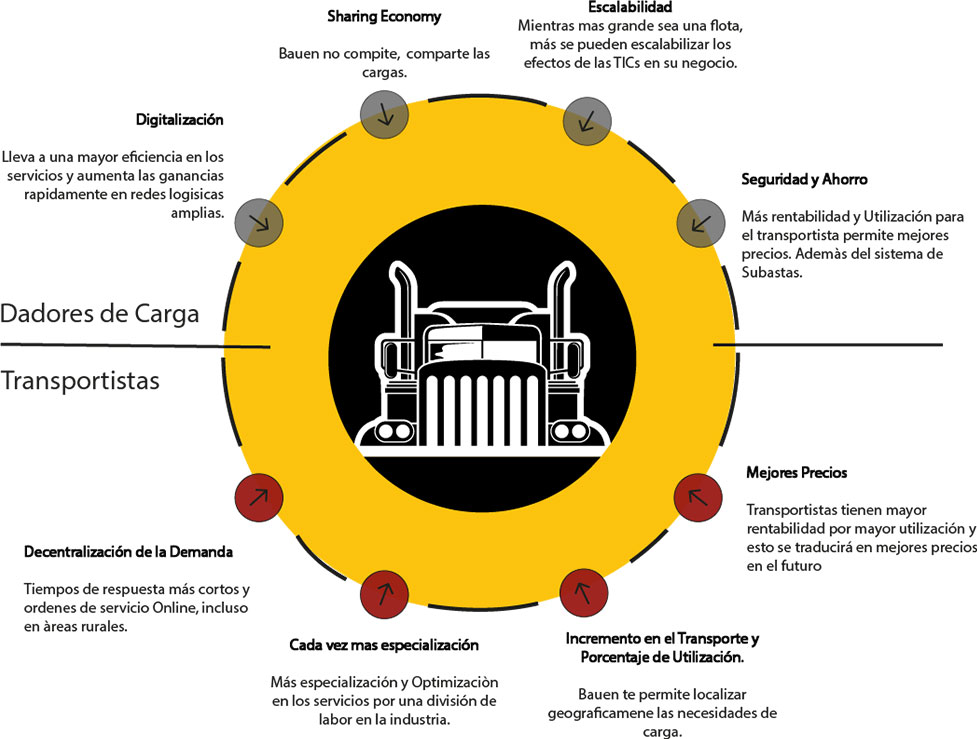 Sharing Economy
Bauen no compite, comparte las
cargas.
Escalabilidad
Mientras mas grande sea una flota,
más se pueden escalabilizar los
efectos de las TICs en su negocio.
Digitalización
Lleva a una mayor eficiencia en los
servicios y aumenta las ganancias
rapidamente en redes logisicas
amplias.
Seguridad y Ahorro
Más rentabilidad y Utilización para
el transportista permite mejores
precios. Ademàs del sistema de
Subastas.
Dadores de Carga
Transportistas
Decentralización de la Demanda
Tiempos de respuesta más cortos y
ordenes de servicio Online, incluso
en àreas rurales.
Mejores Precios
Transportistas tienen mayor
rentabilidad por mayor utilización y
esto se traducirá en mejores precios
en el futuro
Cada vez mas especialización
Más especialización y Optimizaciòn
en los servicios por una división de
labor en la industria.
Incremento en el Transporte y
Porcentaje de Utilización.
Bauen te permite localizar
geograficamene las necesidades de
carga.